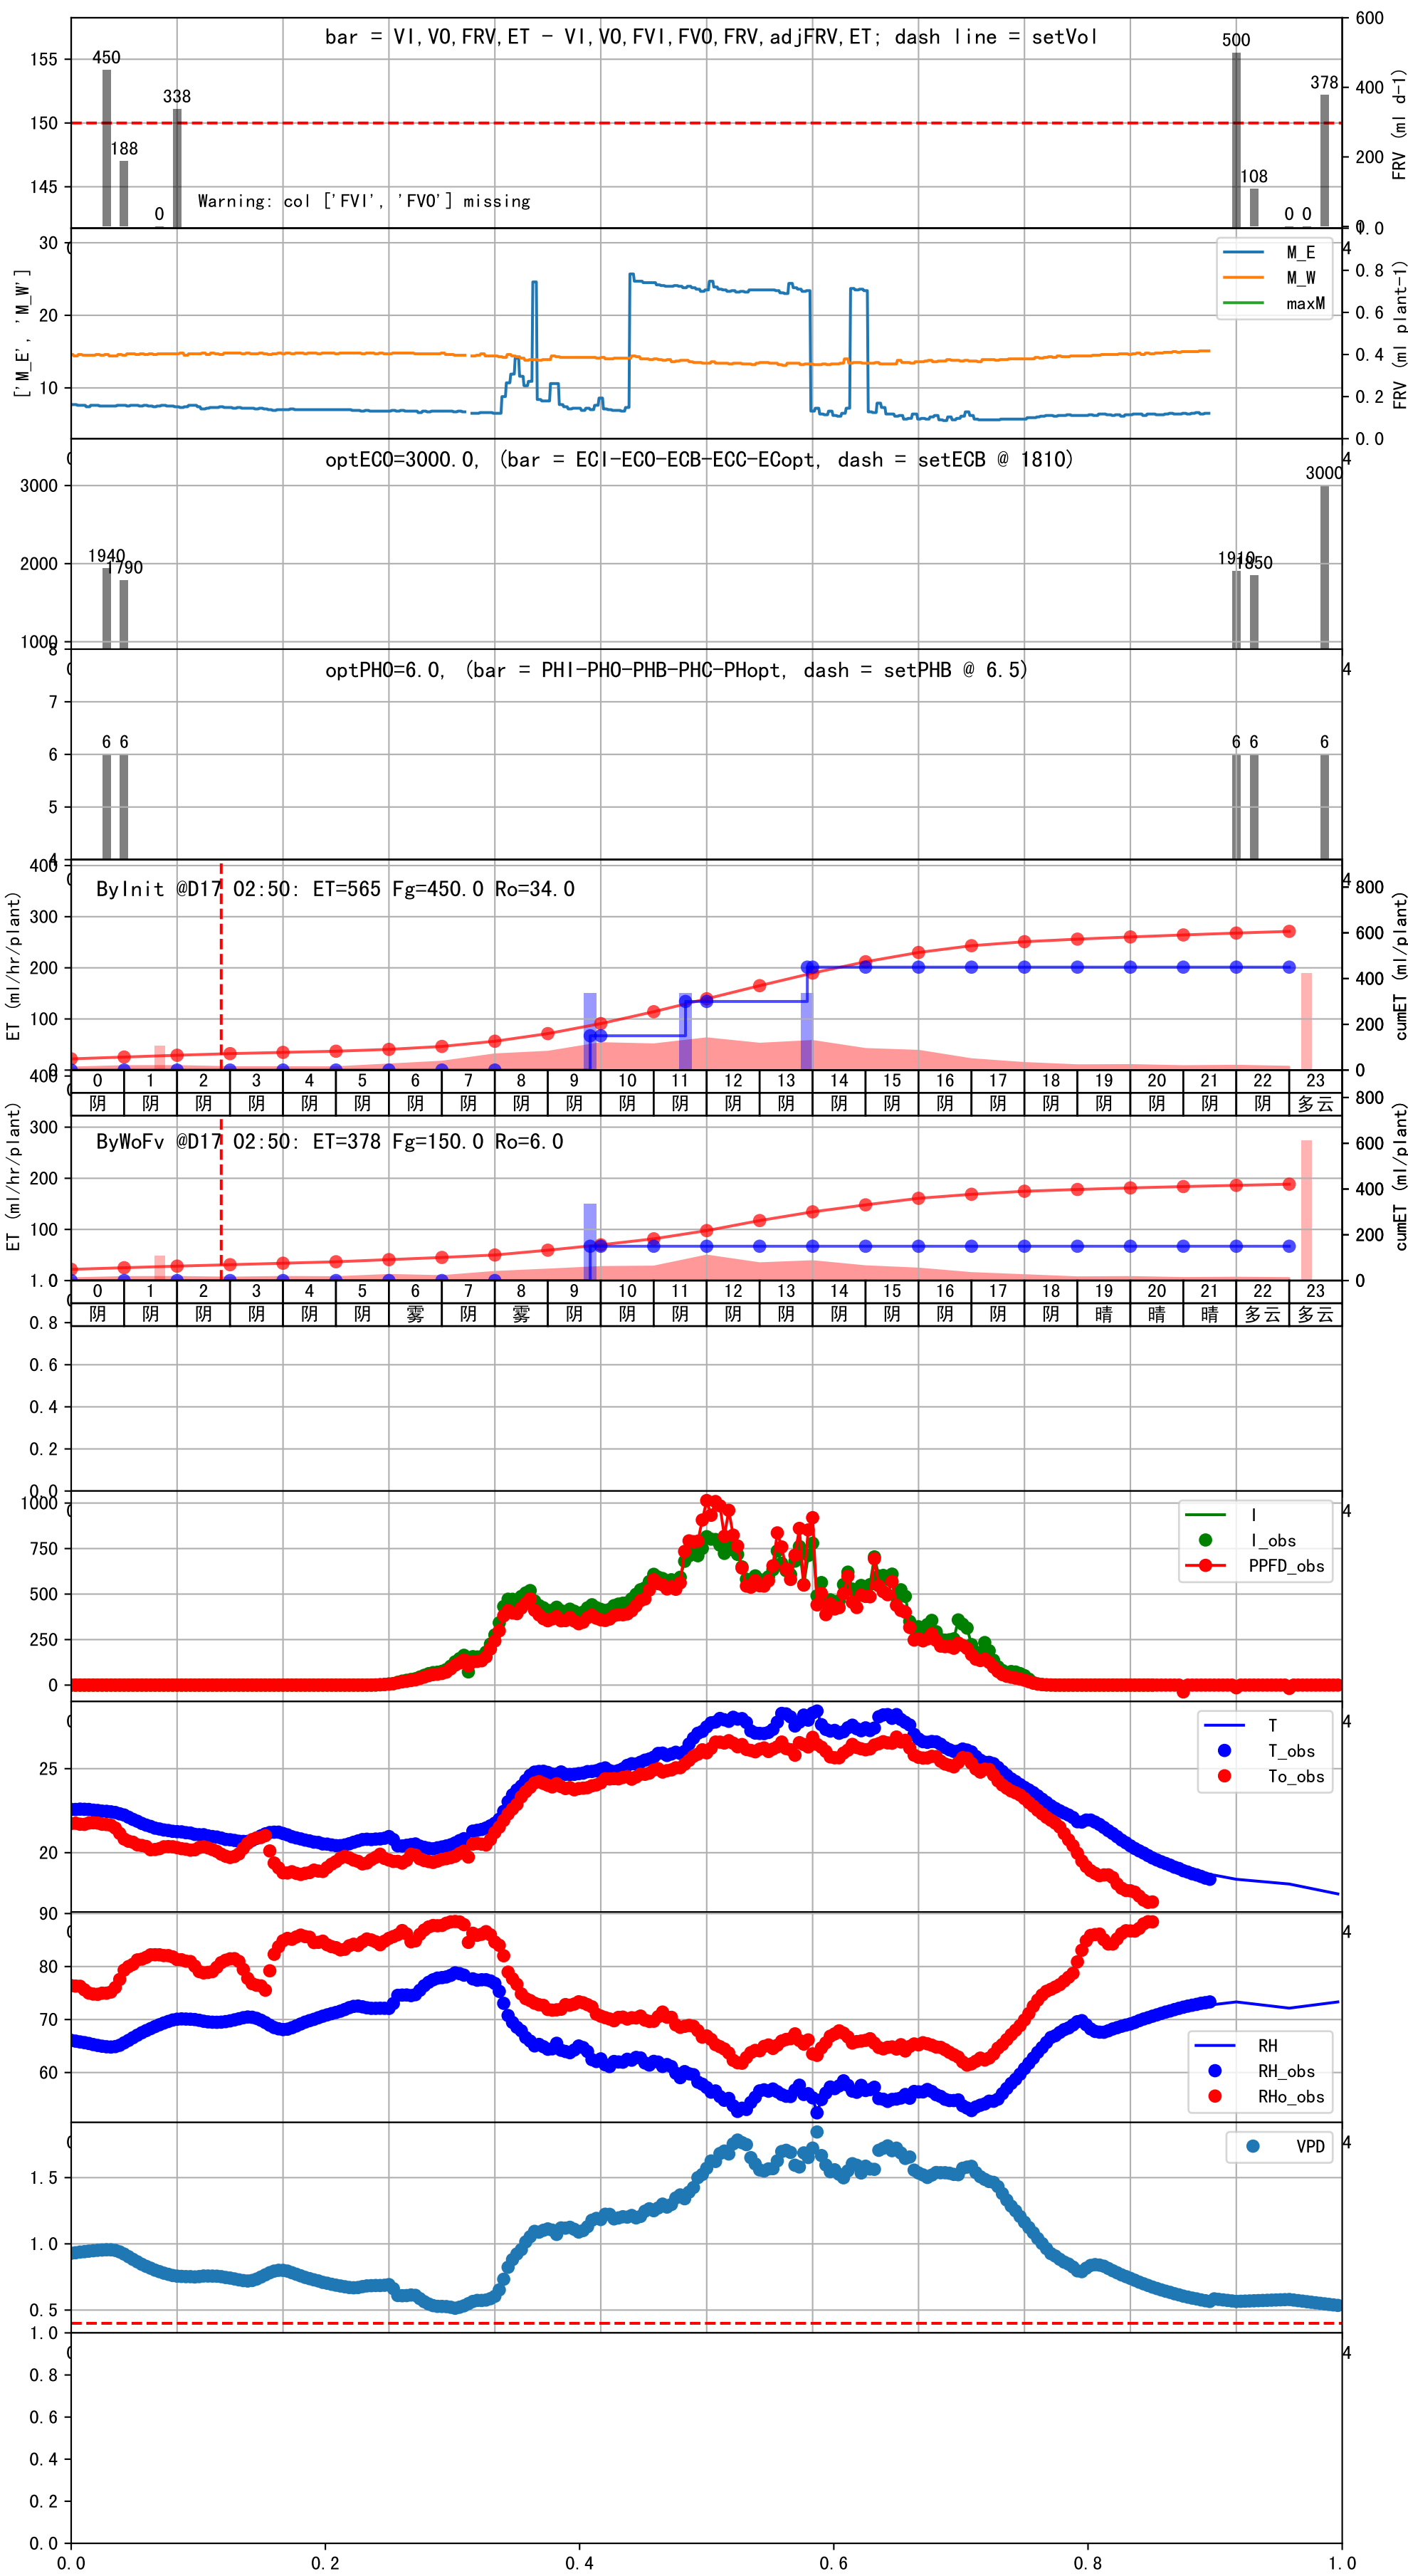 bar = VI,VO,FRV,ET - VI,VO,FVI,FVO,FRV,adjFRV,ET; dash line = setVol
155
150
145
450
188
0
338
500
108
0 0
378
Warning: col ['FVI', 'FVO'] missing
600
400
200
0
FRV (ml d-1)
30
20
10
['M_E', 'M_W']
M_E
M_W
maxM
1.0
0.8
0.6
0.4
0.2
0.0
FRV (ml plant-1)
optECO=3000.0, (bar = ECI-ECO-ECB-ECC-ECopt, dash = setECB @ 1810)
3000
2000
1000
1940
1790
1910
1850
3000
optPHO=6.0, (bar = PHI-PHO-PHB-PHC-PHopt, dash = setPHB @ 6.5)
8
7
6
5
4
6 6
6 6
6
ByInit @D17 02:50: ET=565 Fg=450.0 Ro=34.0
400
300
200
100
0
ET (ml/hr/plant)
800
600
400
200
0
cumET (ml/plant)
0 1 2 3 4 5 6 7 8 9 10 11 12 13 14 15 16 17 18 19 20 21 22 23
阴 阴 阴 阴 阴 阴 阴 阴 阴 阴 阴 阴 阴 阴 阴 阴 阴 阴 阴 阴 阴 阴 阴 多云
ByWoFv @D17 02:50: ET=378 Fg=150.0 Ro=6.0
400
300
200
100
ET (ml/hr/plant)
800
600
400
200
0
cumET (ml/plant)
0 1 2 3 4 5 6 7 8 9 10 11 12 13 14 15 16 17 18 19 20 21 22 23
阴 阴 阴 阴 阴 阴 雾 阴 雾 阴 阴 阴 阴 阴 阴 阴 阴 阴 阴 晴 晴 晴 多云 多云
1.0
0.8
0.6
0.4
0.2
0.0
1000
750
500
250
0
I
I_obs
PPFD_obs
25
20
T
T_obs
To_obs
90
80
70
60
RH
RH_obs
RHo_obs
1.5
1.0
0.5
VPD
1.0
0.8
0.6
0.4
0.2
0.0
0.0 0.2 0.4 0.6 0.8 1.0